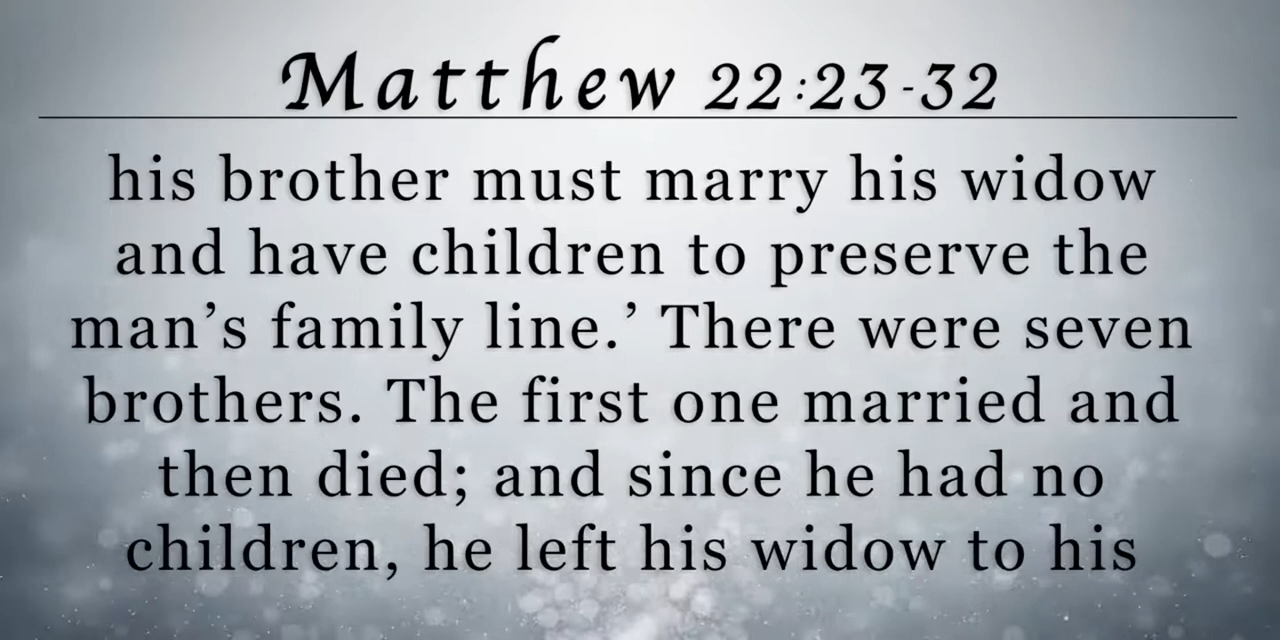 Matthew 22:23-32
his brother must marry his widow
and have children to preserve the
man’s family line.’ There were seven
brothers. The first one married and
then died; and since he had no
children, he left his widow to his